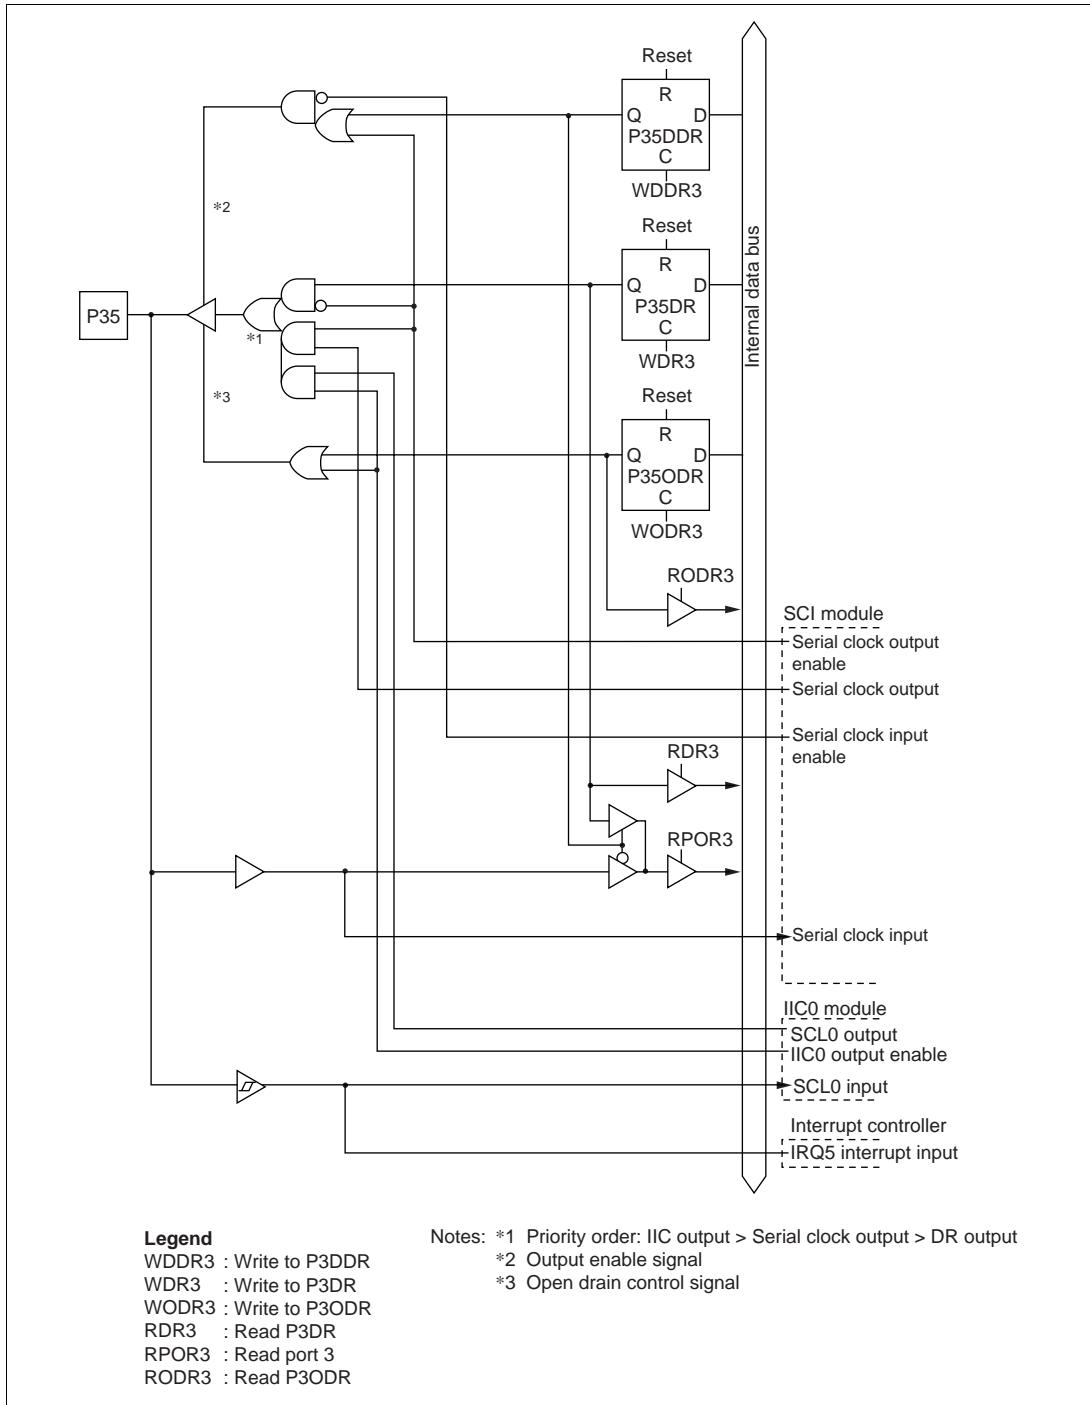 Reset
R
Q D
P35DDR
C
WDDR3
*2
Reset
R
Q D
P35DR
C
WDR3
P35
*1
*3
Internal data bus
Reset
R
Q D
P35ODR
C
WODR3
RODR3
SCI module
Serial clock output
enable
Serial clock output
Serial clock input
enable
RDR3
RPOR3
Serial clock input
IIC0 module
SCL0 output
IIC0 output enable
SCL0 input
Interrupt controller
IRQ5 interrupt input
Legend
WDDR3 : Write to P3DDR
WDR3 : Write to P3DR
WODR3 : Write to P3ODR
RDR3 : Read P3DR
RPOR3 : Read port 3
RODR3 : Read P3ODR
Notes: *1 Priority order: IIC output > Serial clock output > DR output
*2 Output enable signal
*3 Open drain control signal